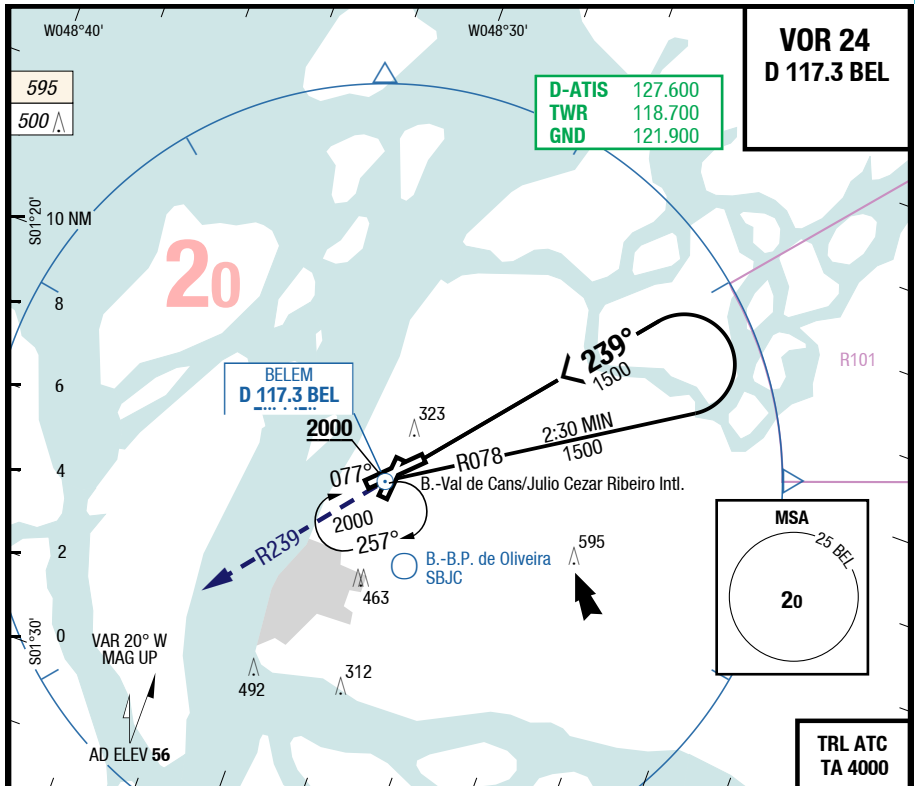 W048°40'
W048°30'
VOR 24
D 117.3 BEL
595
500
D-ATIS 127.600
TWR 118.700
GND 121.900
S01°20'
10 NM
20
8
239°
1500
R101
6
BELEM
D 117.3 BEL
323
2000
2:30 MIN
1500
R078
4
077°
B.-Val de Cans/Julio Cezar Ribeiro Intl.
2000
257°
R239
MSA
25 BEL
20
2
B.-B.P. de Oliveira
SBJC
595
463
S01°30'
0
VAR 20° W
MAG UP
492
312
AD ELEV 56
TRL ATC
TA 4000